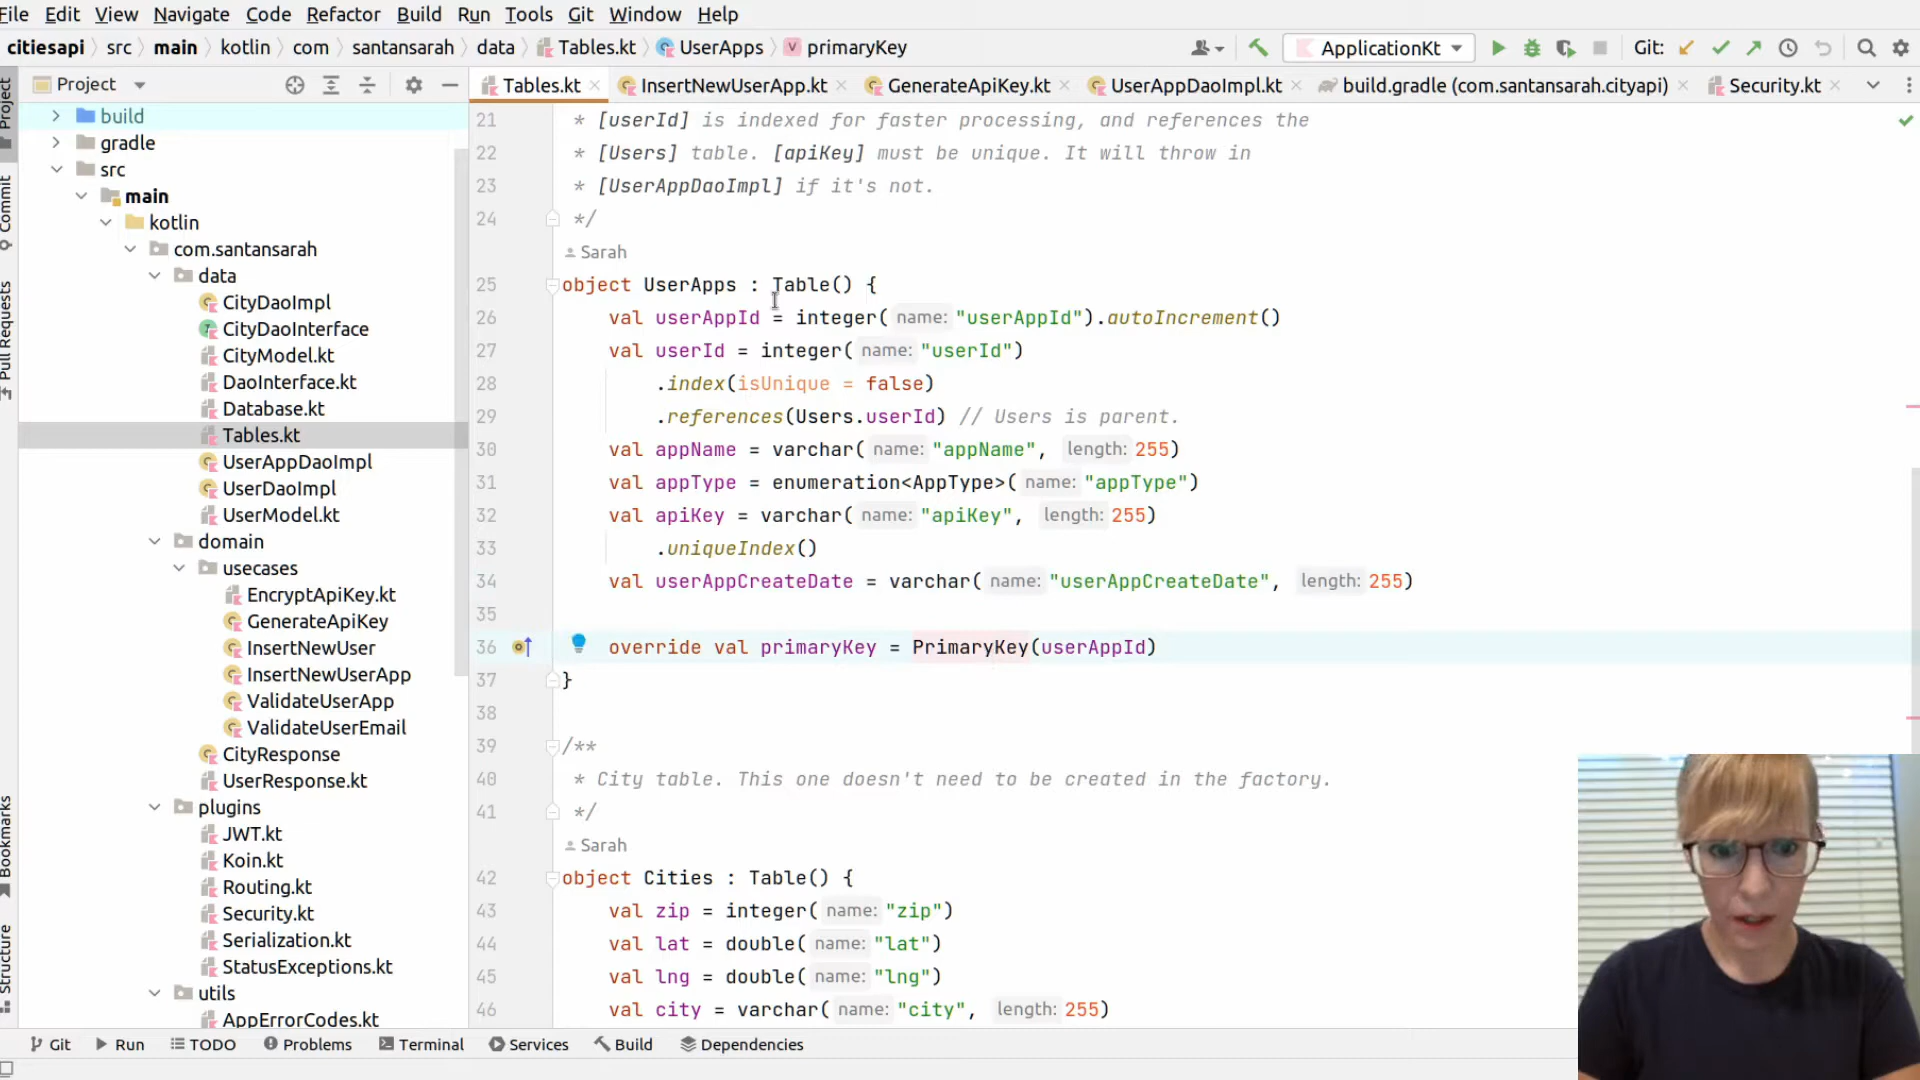 File Edit View Navigate Code Refactor Build Run Tools Git Window Help
citiesapi src main kotlin com santansarah data Tables.kt UserApps primaryKey ApplicationKt Git:
Project
Tables.kt InsertNewUserApp.kt GenerateApiKey.kt UserAppDaoImpl.kt build.gradle (com.santansarah.cityapi) Security.kt
Project
Commit
Pull Requests
Bookmarks
Structure
build
gradle
src
main
kotlin
com.santansarah
data
CityDaoImpl
CityDaoInterface
CityModel.kt
DaoInterface.kt
Database.kt
Tables.kt
UserAppDaoImpl
UserDaoImpl
UserModel.kt
domain
usecases
EncryptApiKey.kt
GenerateApiKey
InsertNewUser
InsertNewUserApp
ValidateUserApp
ValidateUserEmail
CityResponse
UserResponse.kt
plugins
JWT.kt
Koin.kt
Routing.kt
Security.kt
Serialization.kt
StatusExceptions.kt
utils
AppErrorCodes.kt
21 * [userId] is indexed for faster processing, and references the
22 * [Users] table. [apiKey] must be unique. It will throw in
23 * [UserAppDaoImpl] if it's not.
24 */
Sarah
25 object UserApps : Table() {
26 val userAppId = integer( name: "userAppId").autoIncrement()
27 val userId = integer( name: "userId")
28 .index(isUnique = false)
29 .references(Users.userId) // Users is parent.
30 val appName = varchar( name: "appName", length: 255)
31 val appType = enumeration<AppType>( name: "appType")
32 val apiKey = varchar( name: "apiKey", length: 255)
33 .uniqueIndex()
34 val userAppCreateDate = varchar( name: "userAppCreateDate", length: 255)
35
36 override val primaryKey = PrimaryKey(userAppId)
37 }
38
39 /**
40 * City table. This one doesn't need to be created in the factory.
41 */
Sarah
42 object Cities : Table() {
43 val zip = integer( name: "zip")
44 val lat = double( name: "lat")
45 val lng = double( name: "lng")
46 val city = varchar( name: "city", length: 255)
Git Run TODO Problems Terminal Services Build Dependencies